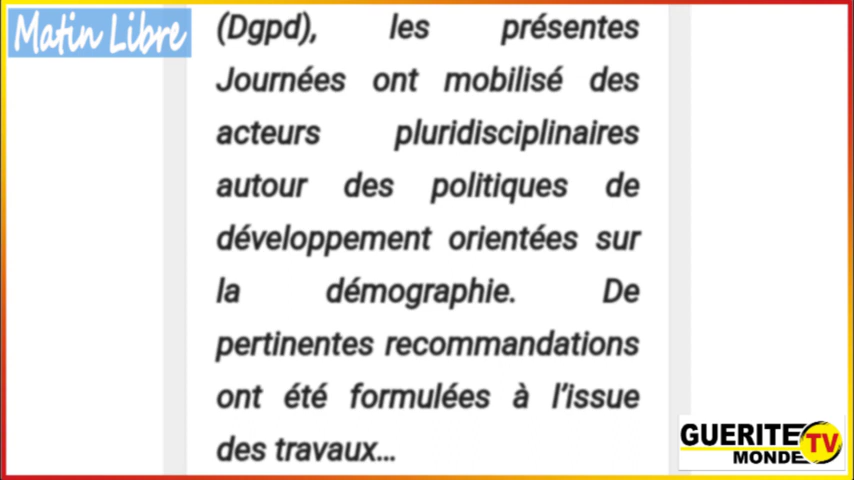 Matin Libre
(Dgpd), les présentes
Journées ont mobilisé des
acteurs pluridisciplinaires
autour des politiques de
développement orientées sur
la démographie. De
pertinentes recommandations
ont été formulées à l'issue
des travaux...
GUERITE TV
MONDE